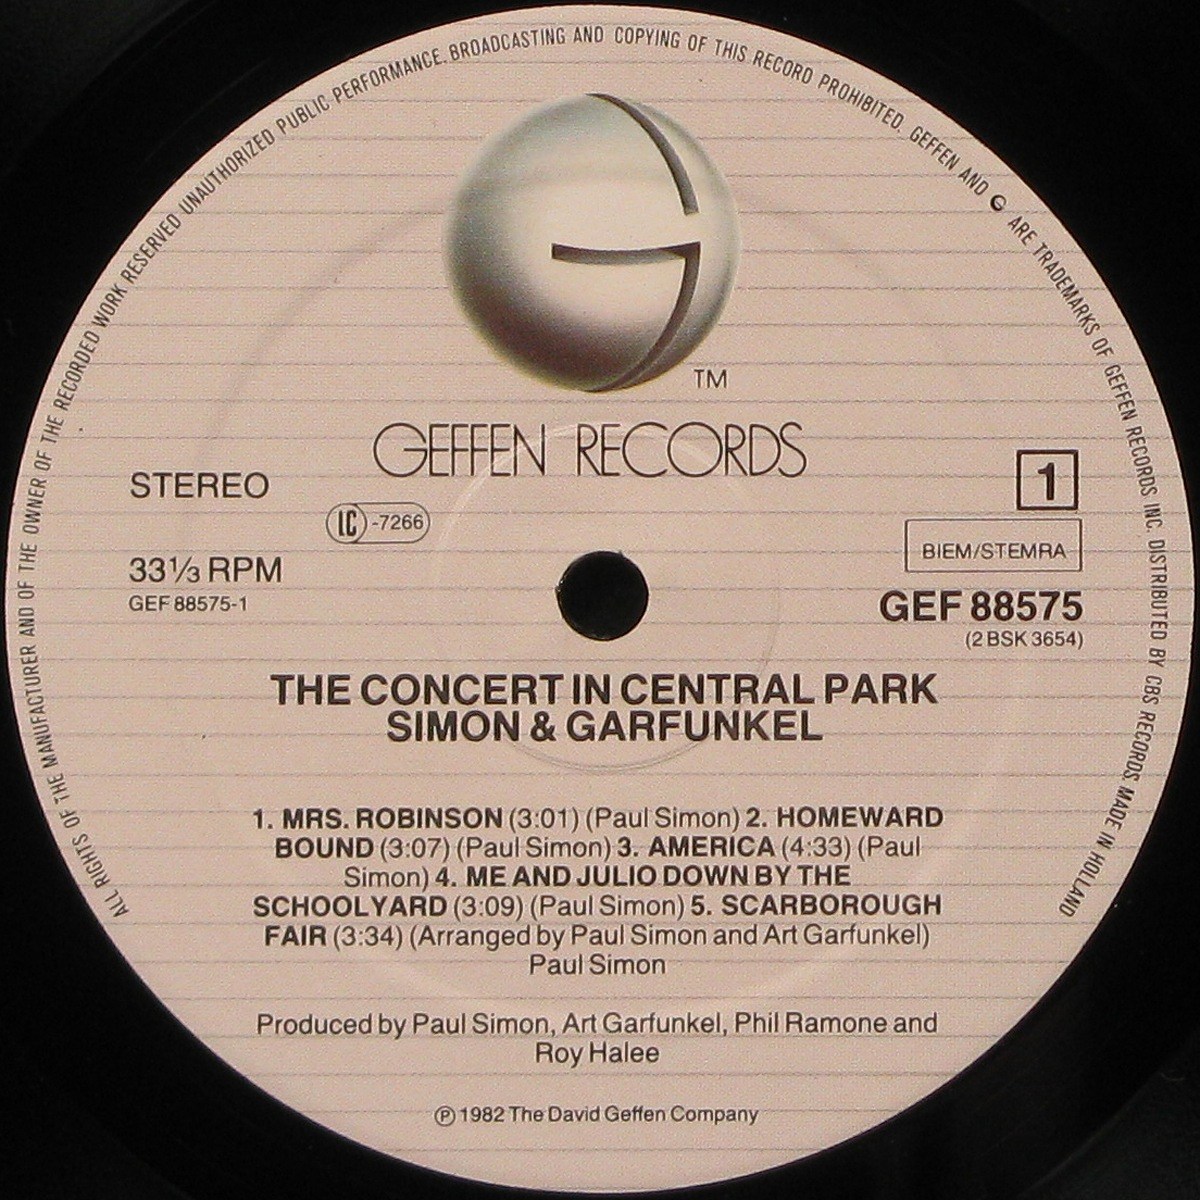 ALL RIGHTS OF THE MANUFACTURER AND OF THE OWNER OF THE RECORDED WORK RESERVED UNAUTHORIZED PUBLIC PERFORMANCE. BROADCASTING AND COPYING OF THIS RECORD PROHIBITED. GEFFEN AND G ARE TRADEMARKS OF GEFFEN RECORDS INC. DISTRIBUTED BY CBS RECORDS. MADE IN HOLLAND
TM
GEFFEN RECORDS
STEREO
1
LC -7266
BIEM/STEMRA
33⅓ RPM
GEF 88575-1
GEF 88575
(2 BSK 3654)
THE CONCERT IN CENTRAL PARK
SIMON & GARFUNKEL
1. MRS. ROBINSON (3:01) (Paul Simon) 2. HOMEWARD
BOUND (3:07) (Paul Simon) 3. AMERICA (4:33) (Paul
Simon) 4. ME AND JULIO DOWN BY THE
SCHOOLYARD (3:09) (Paul Simon) 5. SCARBOROUGH
FAIR (3:34) (Arranged by Paul Simon and Art Garfunkel)
Paul Simon
Produced by Paul Simon, Art Garfunkel, Phil Ramone and
Roy Halee
℗ 1982 The David Geffen Company